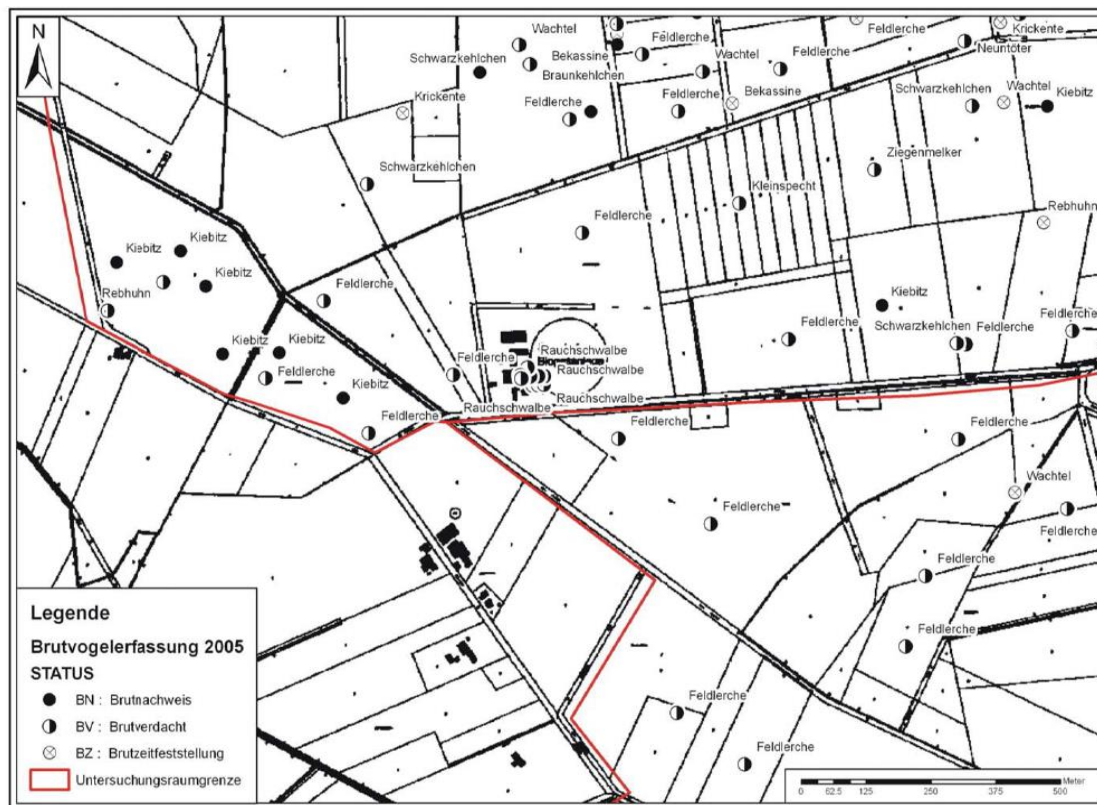 N
Wachtel
Feldlerche
Feldlerche
Krickente
Schwarzkehlchen
Bekassine
Wachtel
Feldlerche
Neuntöter
Braunkehlchen
Krickente
Feldlerche
Feldlerche
Bekassine
Schwarzkehlchen
Wachtel
Kiebitz
Schwarzkehlchen
Ziegenmelker
Kleinspecht
Feldlerche
Rebhuhn
Kiebitz
Kiebitz
Kiebitz
Rebhuhn
Feldlerche
Kiebitz
Feldlerche
Kiebitz
Kiebitz
Feldlerche
Schwarzkehlchen
Feldlerche
Feldlerche
Rauchschwalbe
Feldlerche
Rauchschwalbe
Kiebitz
Rauchschwalbe
Feldlerche
Rauchschwalbe
Feldlerche
Feldlerche
Wachtel
Feldlerche
Feldlerche
Feldlerche
Feldlerche
Feldlerche
Feldlerche
Legende
Brutvogelerfassung 2005
STATUS
BN : Brutnachweis
BV : Brutverdacht
BZ : Brutzeitfeststellung
Untersuchungsraumgrenze
Meter
0 62.5 125 250 375 500